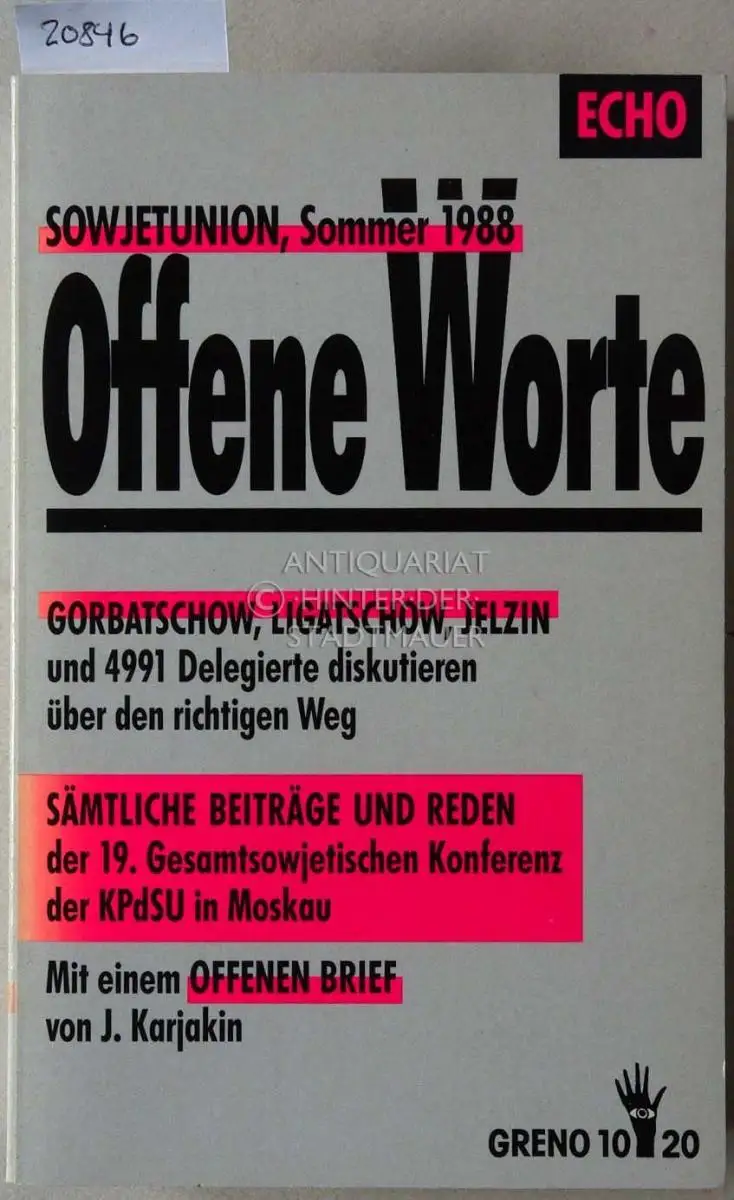 20846
ECHO
SOWJETUNION, Sommer 1988
Offene Worte
ANTIQUARIAT
© HINTER·DER·
STADTMAUER
GORBATSCHOW, LIGATSCHOW, JELZIN
und 4991 Delegierte diskutieren
über den richtigen Weg
SÄMTLICHE BEITRÄGE UND REDEN
der 19. Gesamtsowjetischen Konferenz
der KPdSU in Moskau
Mit einem OFFENEN BRIEF
von J. Karjakin
GRENO 10 20